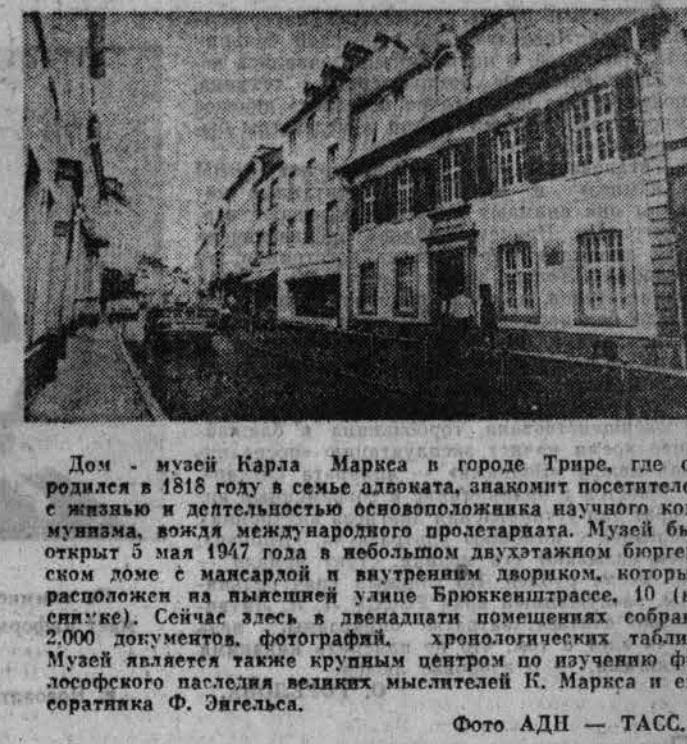 Дом - музей Карла Маркса в городе Трире, где о
родился в 1818 году в семье адвоката, знакомит посетителе
с жизнью и деятельностью основоположника научного ко
мунизма, вождя международного пролетариата. Музей бы
открыт 5 мая 1947 года в небольшом двухэтажном бюрге
ском доме с мансардой и внутренним двориком, которы
расположен на нынешней улице Брюккенштрассе, 10 (н
снимке). Сейчас здесь в двенадцати помещениях собран
2.000 документов, фотографий, хронологических табли
Музей является также крупным центром по изучению ф
лософского наследия великих мыслителей К. Маркса и е
соратника Ф. Энгельса.
Фото АДН — ТАСС.